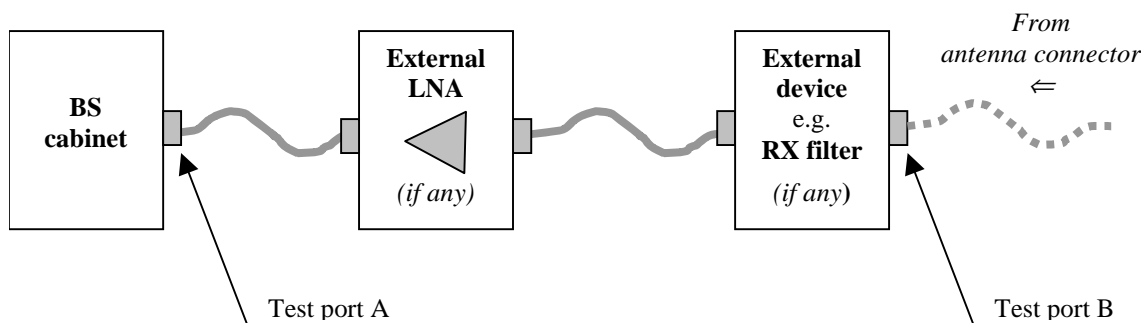 BS
cabinet
External
LNA
(if any)
External
device
e.g.
RX filter
(if any)
From
antenna connector
⇐
Test port A
Test port B